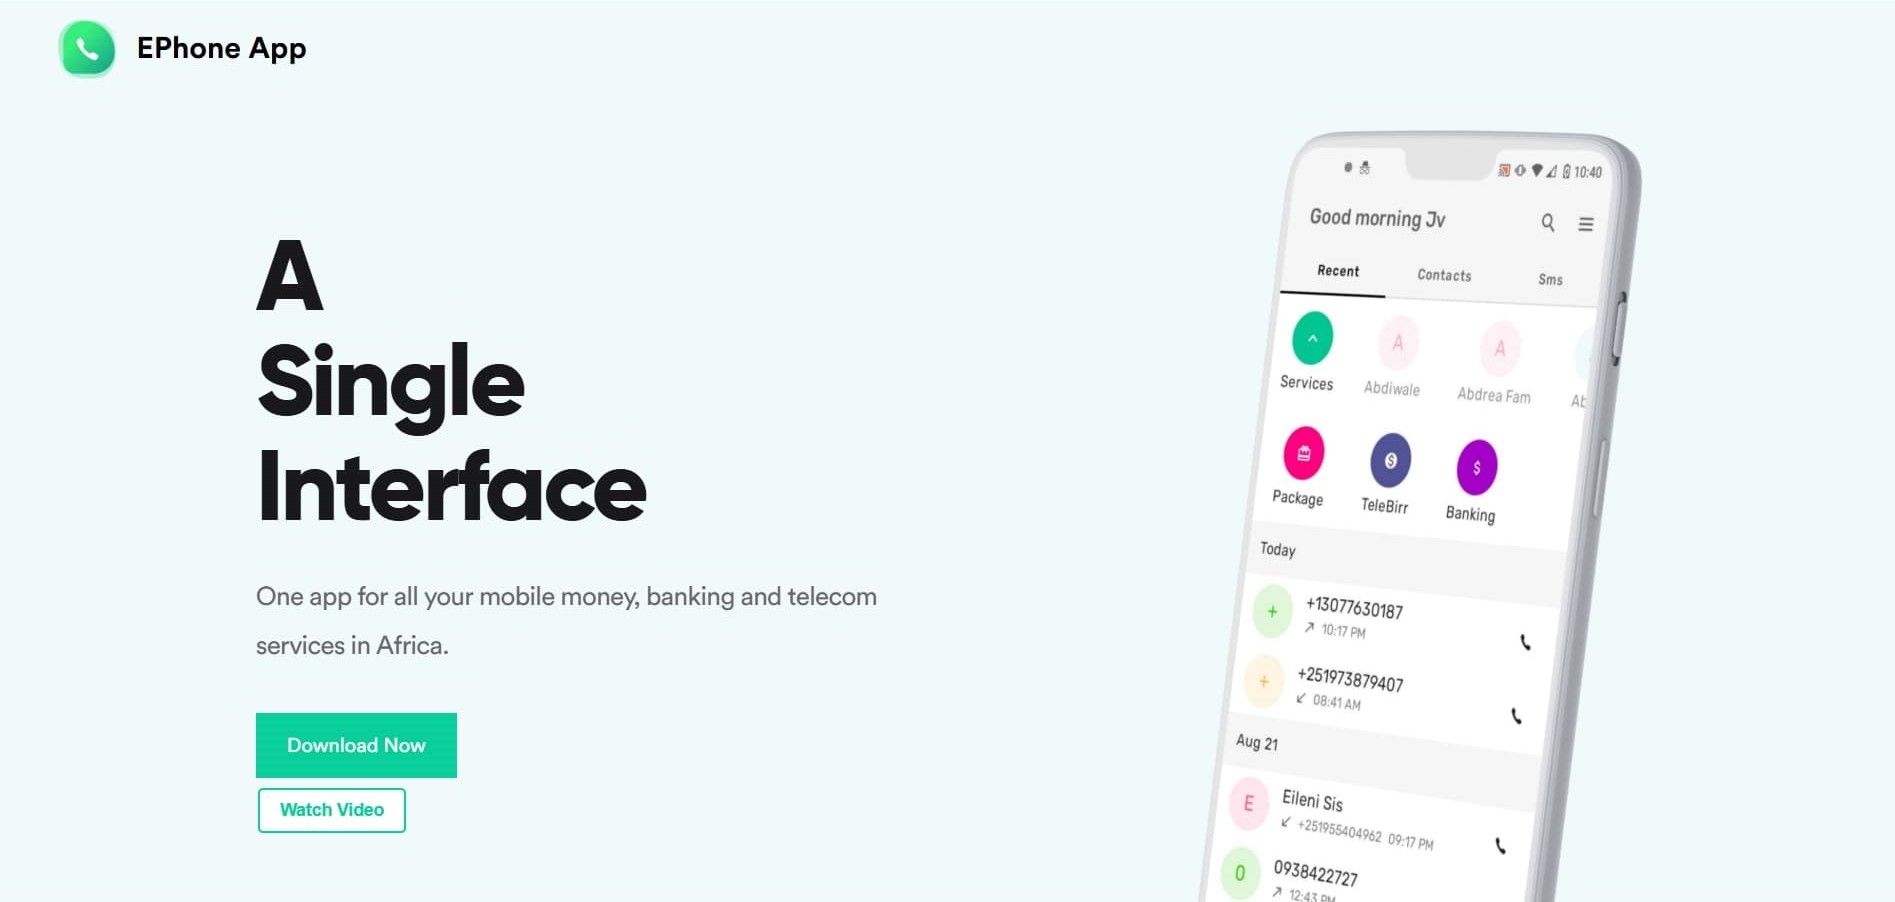 EPhone App
A
Single
Interface
One app for all your mobile money, banking and telecom
services in Africa.
Download Now
Watch Video
10:40
Good morning Jv
Recent Contacts Sms
A A
Services Abdiwale Abdrea Fam Ab
Package TeleBirr Banking
Today
+13077630187
10:17 PM
+251973879407
08:41 AM
Aug 21
E Eileni Sis
+251955404962 09:17 PM
0 0938422727
12:43 PM